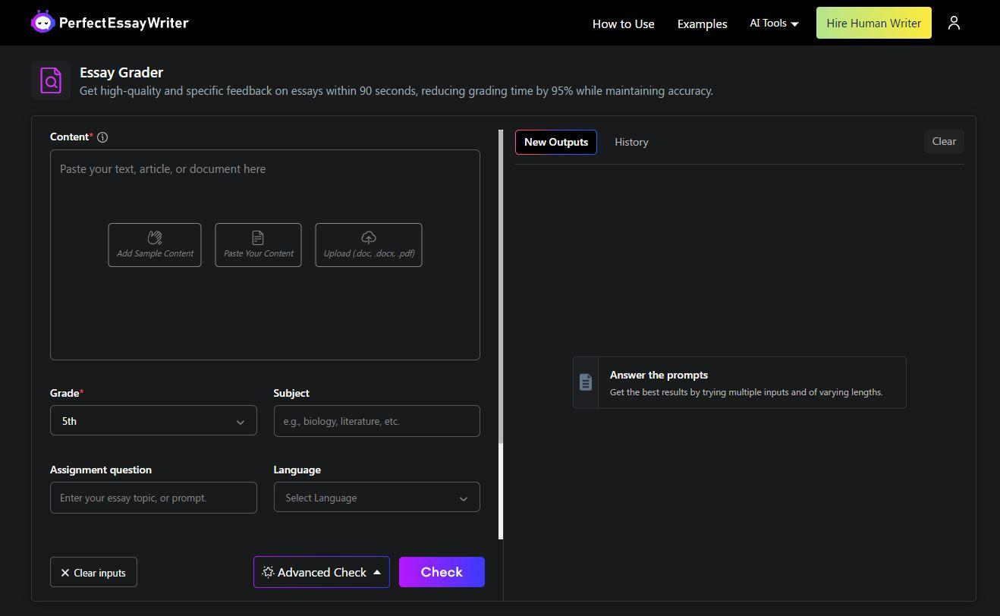 PerfectEssayWriter
How to Use
Examples
AI Tools
Hire Human Writer
Essay Grader
Get high-quality and specific feedback on essays within 90 seconds, reducing grading time by 95% while maintaining accuracy.
Content*
Paste your text, article, or document here
Add Sample Content
Paste Your Content
Upload (.doc, .docx, .pdf)
Grade*
Subject
5th
e.g., biology, literature, etc.
Assignment question
Language
Enter your essay topic, or prompt.
Select Language
Clear inputs
Advanced Check
Check
New Outputs
History
Clear
Answer the prompts
Get the best results by trying multiple inputs and of varying lengths.